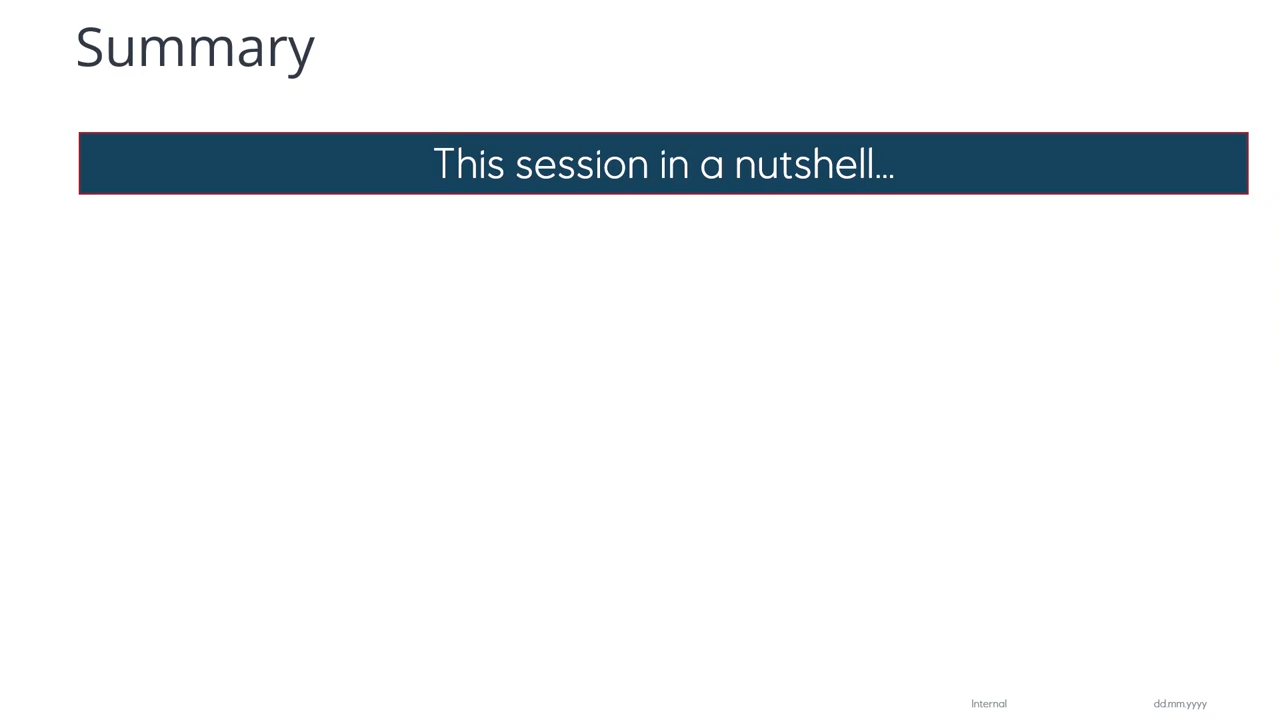 Summary
This session in a nutshell...
Internal
dd.mm.yyyy